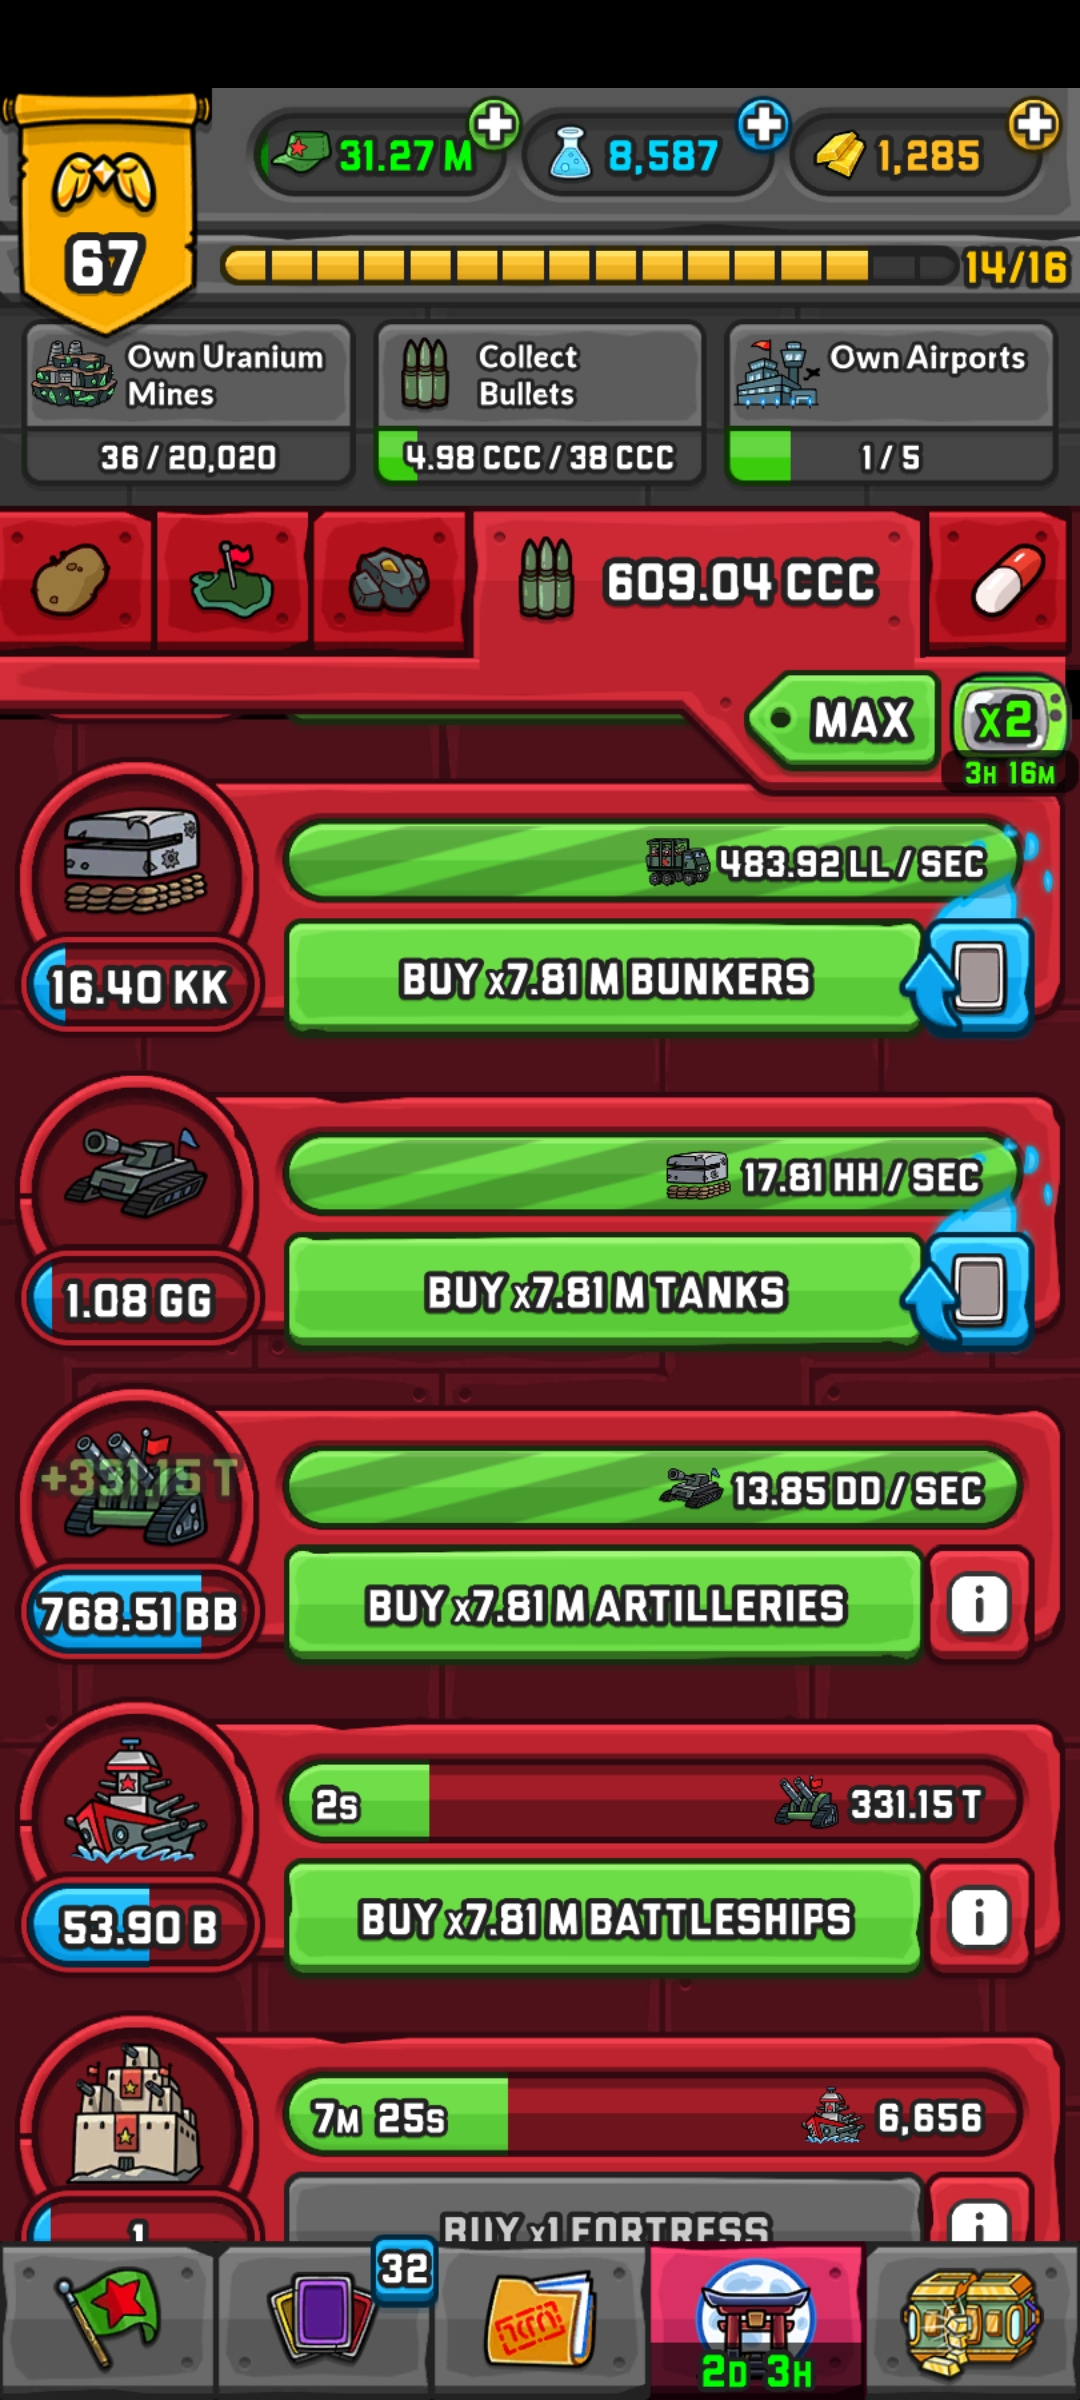 31.27 M
8,587
1,285
67
14/16
Own Uranium
Mines
36 / 20,020
Collect
Bullets
4.98 CCC / 38 CCC
Own Airports
1 / 5
609.04 CCC
MAX
x2
3H 16M
483.92 LL / SEC
BUY x7.81 M BUNKERS
16.40 KK
17.81 HH / SEC
BUY x7.81 M TANKS
1.08 GG
+331.15 T
13.85 DD / SEC
BUY x7.81 M ARTILLERIES
768.51 BB
2S
331.15 T
BUY x7.81 M BATTLESHIPS
53.90 B
7M 25S
6,656
BUY x1 FORTRESS
1
32
2D 3H